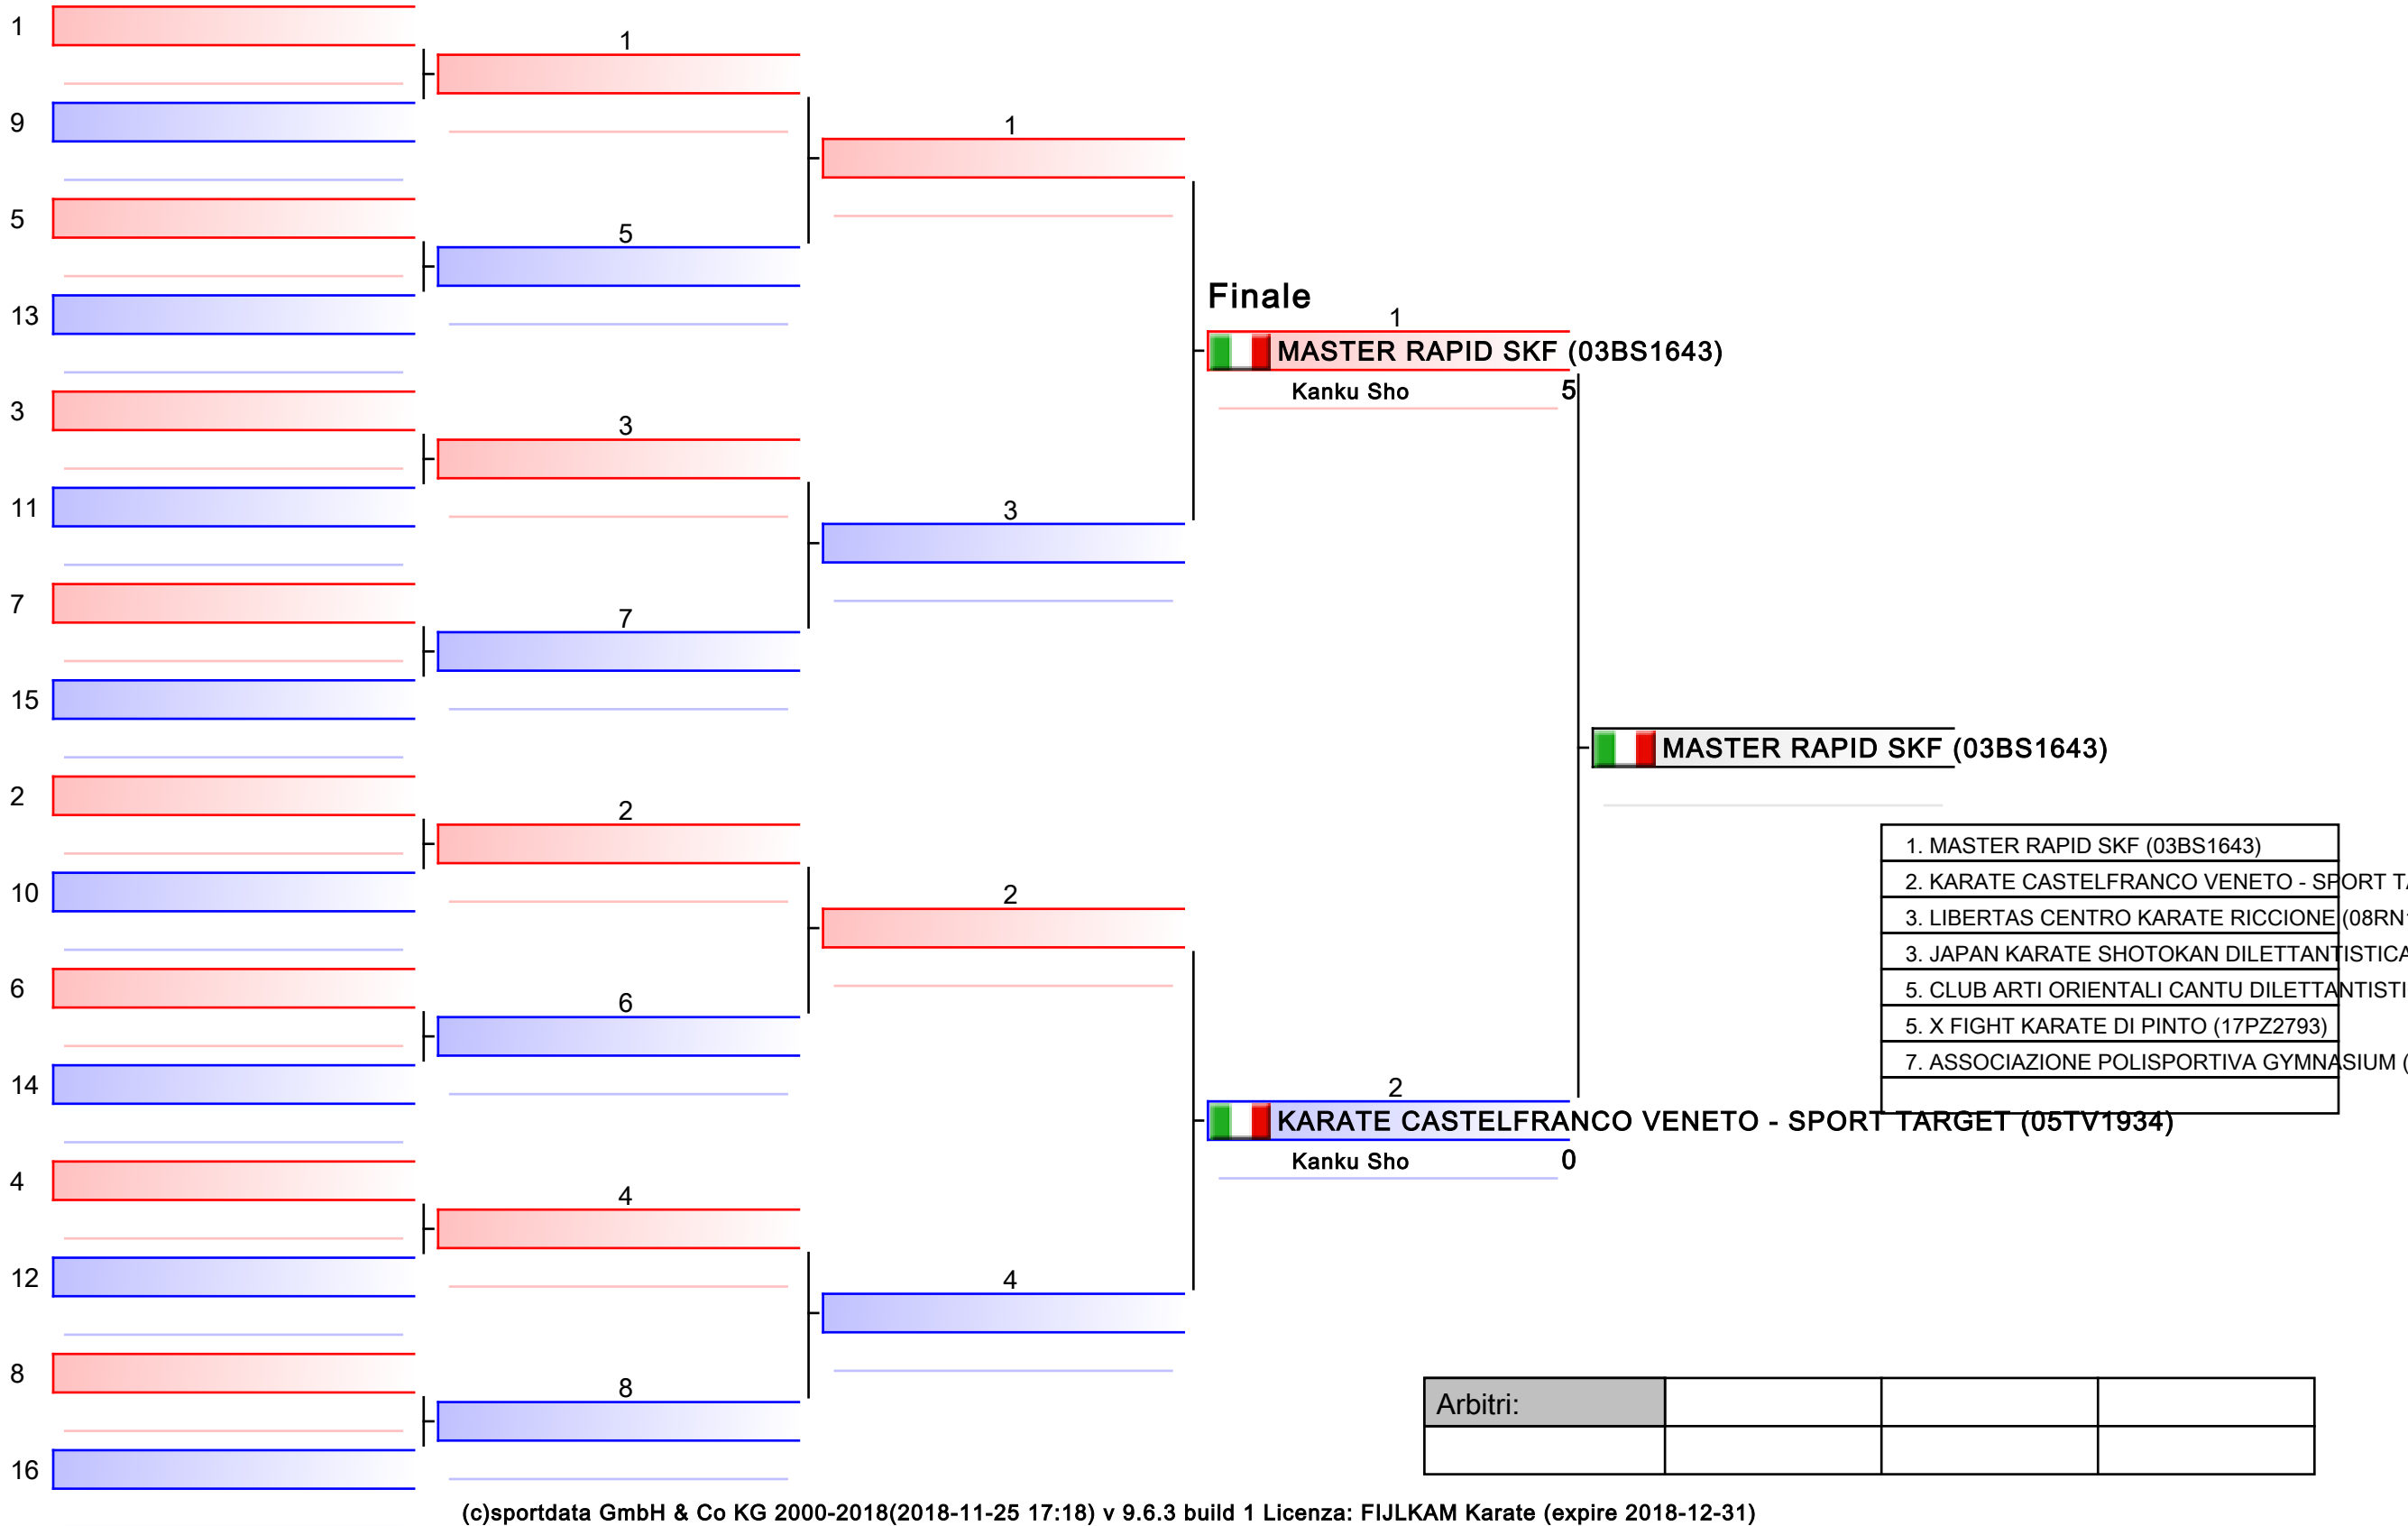 1
9
5
13
3
11
7
15
2
10
6
14
4
12
8
16
1
5
3
7
2
6
4
8
1
3
2
4
Finale
1
MASTER RAPID SKF (03BS1643)
Kanku Sho 5
2
KARATE CASTELFRANCO VENETO - SPORT TARGET (05TV1934)
Kanku Sho 0
MASTER RAPID SKF (03BS1643)
1. MASTER RAPID SKF (03BS1643)
2. KARATE CASTELFRANCO VENETO - SPORT
3. LIBERTAS CENTRO KARATE RICCIONE (08RN
3. JAPAN KARATE SHOTOKAN DILETTANTISTICA
5. CLUB ARTI ORIENTALI CANTU DILETTANTISTI
5. X FIGHT KARATE DI PINTO (17PZ2793)
7. ASSOCIAZIONE POLISPORTIVA GYMNASIUM (
Arbitri:
(c)sportdata GmbH & Co KG 2000-2018(2018-11-25 17:18) v 9.6.3 build 1 Licenza: FIJLKAM Karate (expire 2018-12-31)